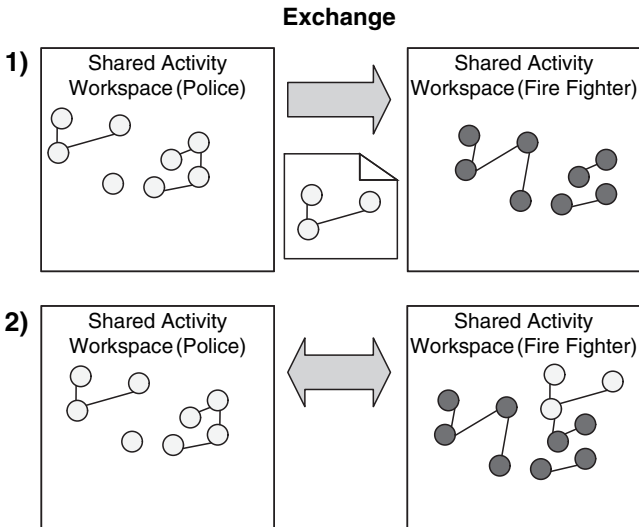 Exchange
1)
Shared Activity
Workspace (Police)
Shared Activity
Workspace (Fire Fighter)
2)
Shared Activity
Workspace (Police)
Shared Activity
Workspace (Fire Fighter)